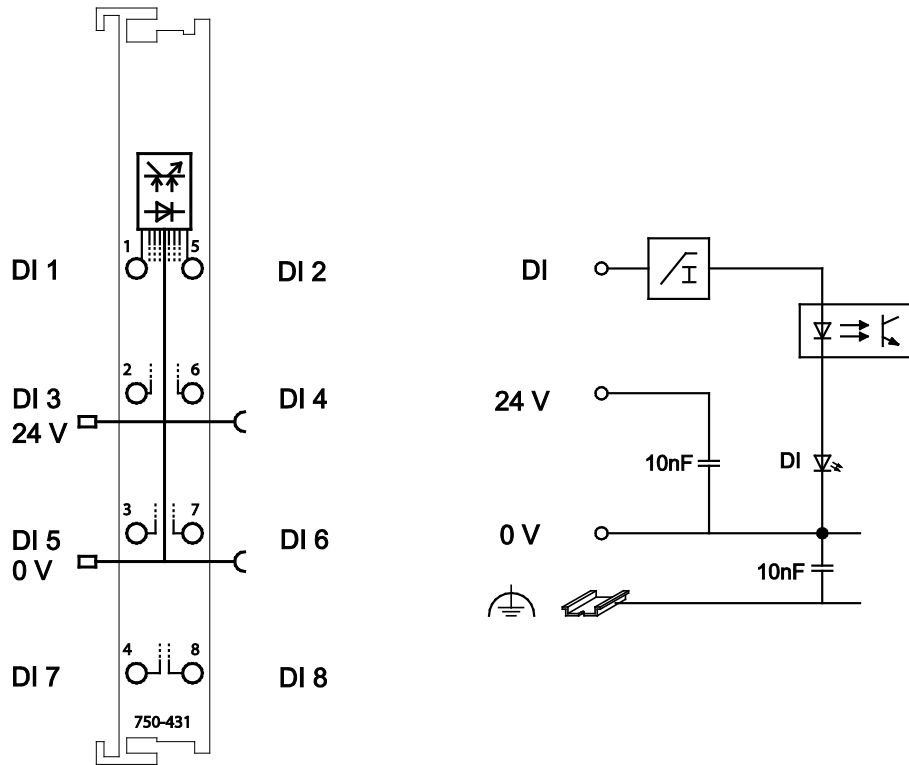 1 5
DI 1 DI 2
2 6
DI 3 DI 4
24 V
3 7
DI 5 DI 6
0 V
4 8
DI 7 DI 8
750-431
DI
24 V
10nF DI
0 V
10nF